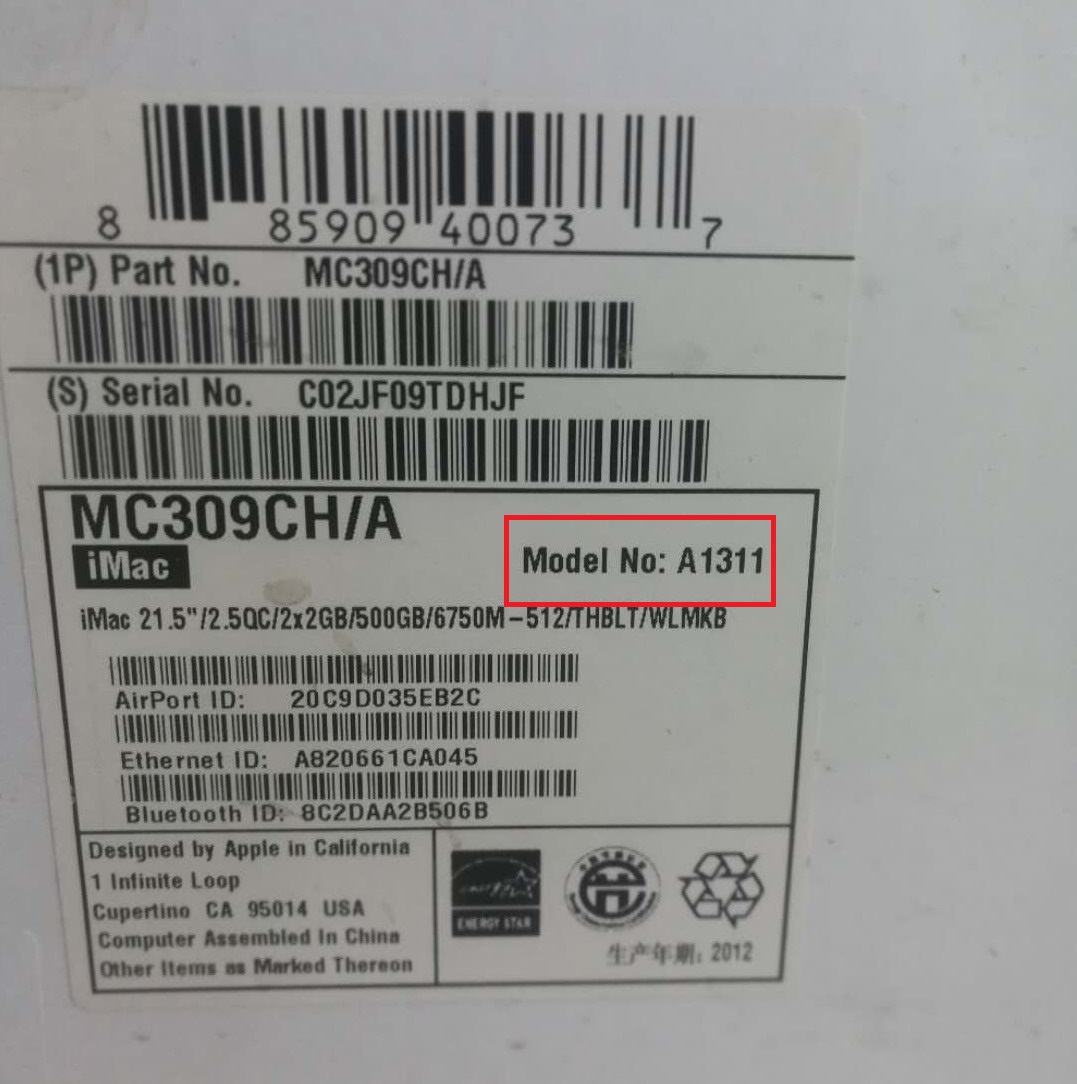 8 85909 40073 7
(1P) Part No. MC309CH/A
(S) Serial No. C02JF09TDHJF
MC309CH/A
iMac
Model No: A1311
iMac 21.5"/2.5QC/2x2GB/500GB/6750M-512/THBLT/WLMKB
AirPort ID: 20C9D035EB2C
Ethernet ID: A820661CA045
Bluetooth ID: 8C2DAA2B506B
Designed by Apple in California
1 Infinite Loop
Cupertino CA 95014 USA
Computer Assembled In China
Other Items as Marked Thereon
energy
ENERGY STAR
生产年期: 2012